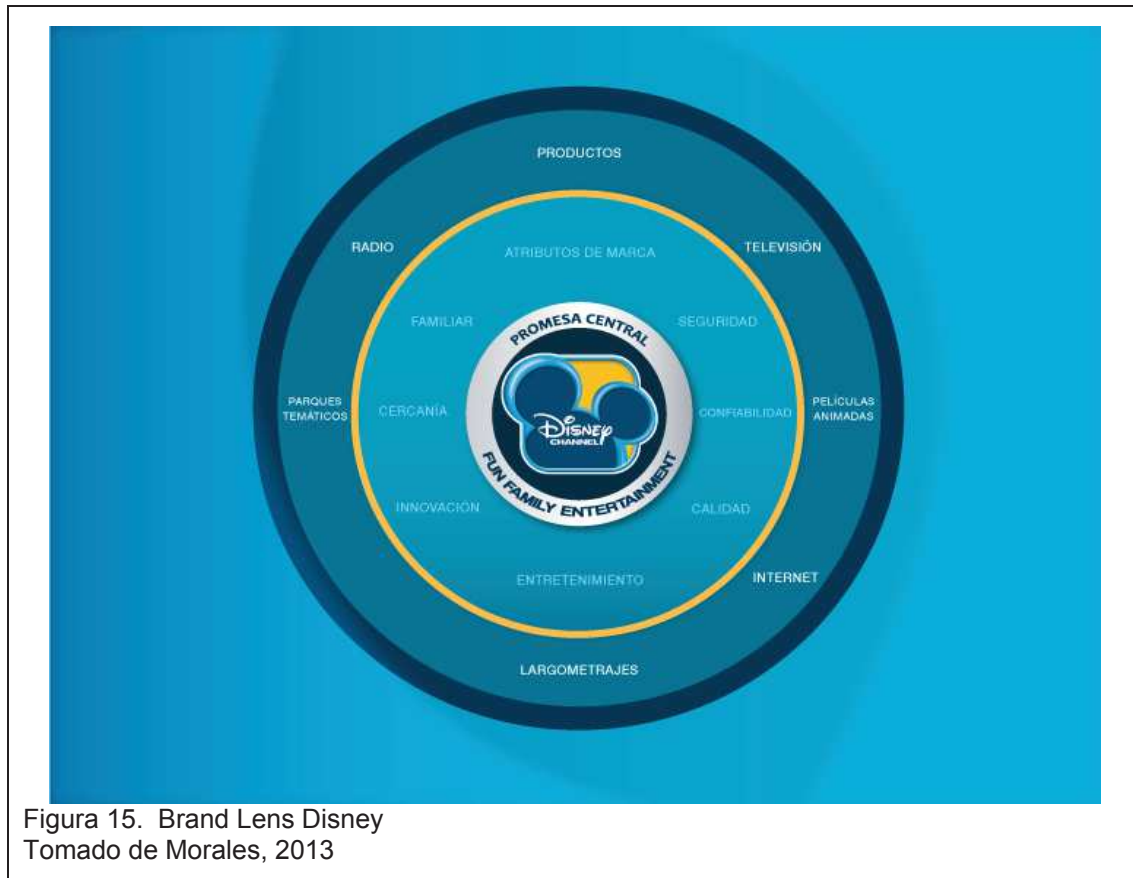 PRODUCTOS
RADIO
TELEVISIÓN
ATRIBUTOS DE MARCA
FAMILIAR
SEGURIDAD
PROMESA CENTRAL
PARQUES
TEMÁTICOS
CERCANÍA
DISNEY
CHANNEL
CONFIABILIDAD
PELÍCULAS
ANIMADAS
FUN FAMILY ENTERTAINMENT
INNOVACIÓN
CALIDAD
ENTRETENIMIENTO
INTERNET
LARGOMETRAJES
Figura 15. Brand Lens Disney
Tomado de Morales, 2013